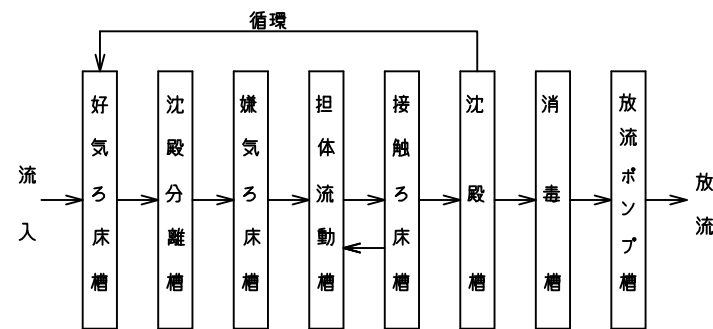 循環
流入
好気ろ床槽
沈殿分離槽
嫌気ろ床槽
担体流動槽
接触ろ床槽
沈殿槽
消毒槽
放流ポンプ槽
放流